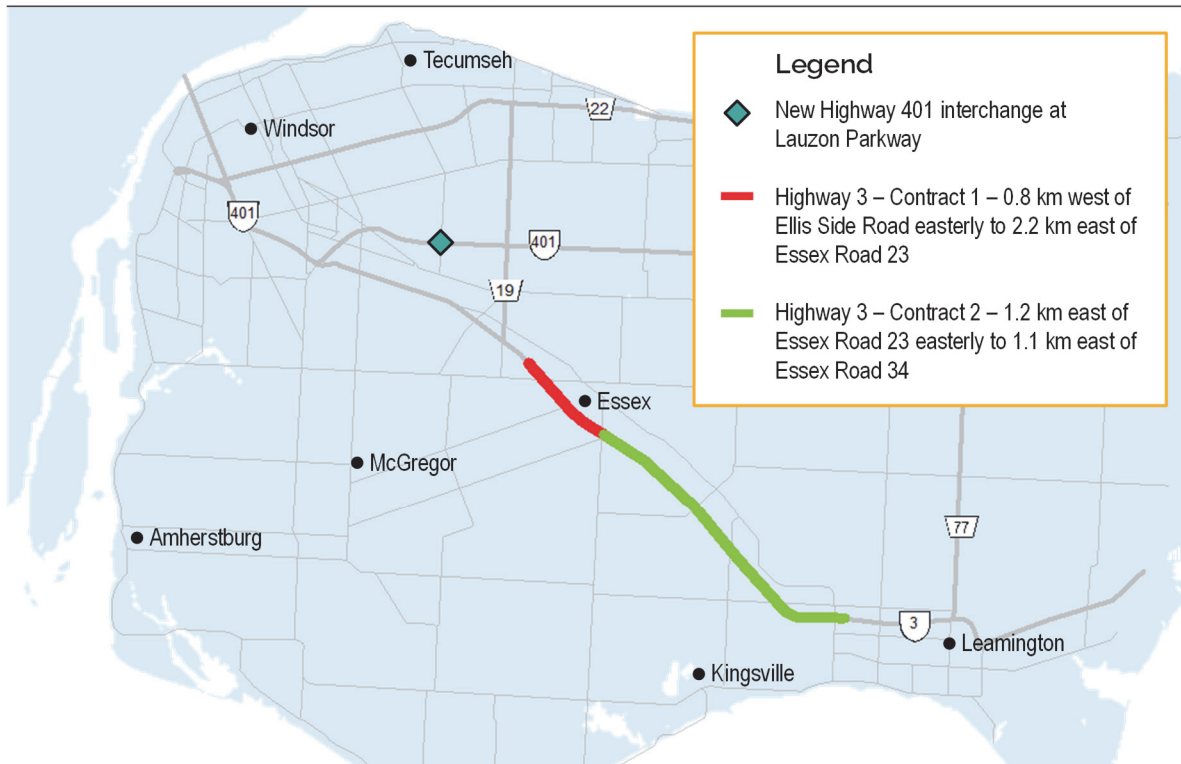 Tecumseh
22
Windsor
401
401
19
Essex
McGregor
Amherstburg
77
3
Leamington
Kingsville
Legend
New Highway 401 interchange at
Lauzon Parkway
Highway 3 – Contract 1 – 0.8 km west of
Ellis Side Road easterly to 2.2 km east of
Essex Road 23
Highway 3 – Contract 2 – 1.2 km east of
Essex Road 23 easterly to 1.1 km east of
Essex Road 34